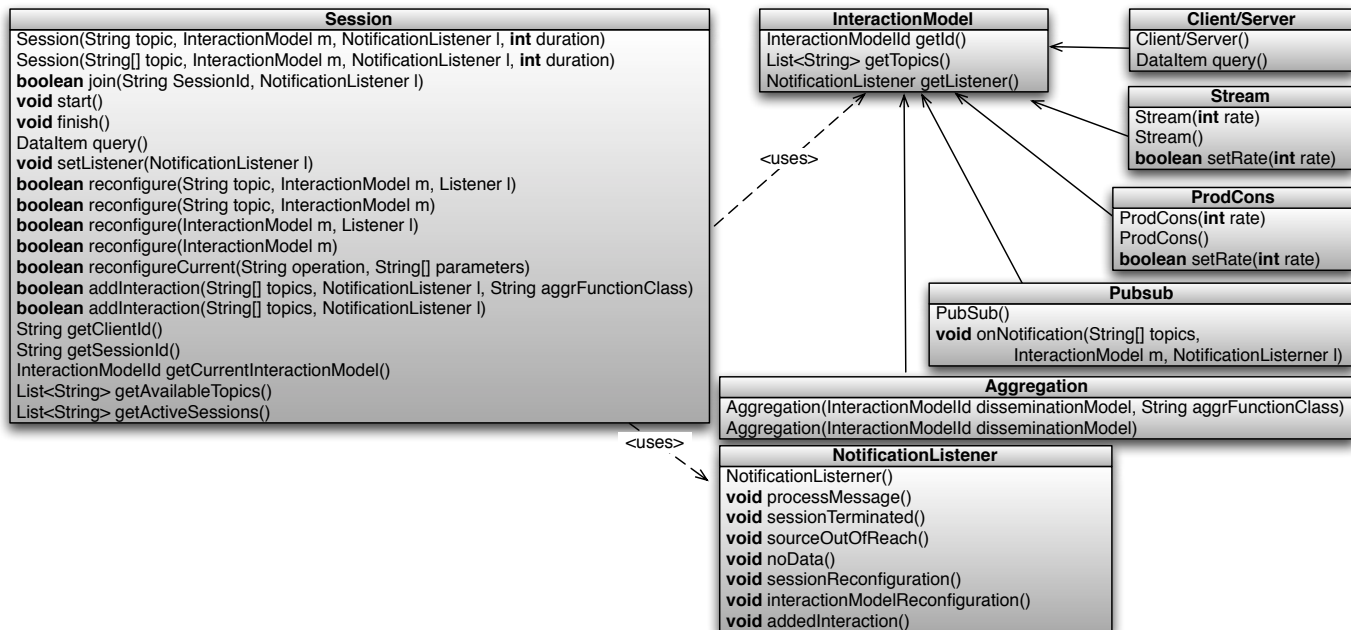 Session
Session(String topic, InteractionModel m, NotificationListener l, int duration)
Session(String[] topic, InteractionModel m, NotificationListener l, int duration)
boolean join(String SessionId, NotificationListener l)
void start()
void finish()
DataItem query()
void setListener(NotificationListener l)
boolean reconfigure(String topic, InteractionModel m, Listener l)
boolean reconfigure(String topic, InteractionModel m)
boolean reconfigure(InteractionModel m, Listener l)
boolean reconfigure(InteractionModel m)
boolean reconfigureCurrent(String operation, String[] parameters)
boolean addInteraction(String[] topics, NotificationListener l, String aggrFunctionClass)
boolean addInteraction(String[] topics, NotificationListener l)
String getClientId()
String getSessionId()
InteractionModelId getCurrentInteractionModel()
List<String> getAvailableTopics()
List<String> getActiveSessions()
<uses>
<uses>
InteractionModel
InteractionModelId getId()
List<String> getTopics()
NotificationListener getListener()
Client/Server
Client/Server()
DataItem query()
Stream
Stream(int rate)
Stream()
boolean setRate(int rate)
ProdCons
ProdCons(int rate)
ProdCons()
boolean setRate(int rate)
Pubsub
PubSub()
void onNotification(String[] topics,
InteractionModel m, NotificationListerner l)
Aggregation
Aggregation(InteractionModelId disseminationModel, String aggrFunctionClass)
Aggregation(InteractionModelId disseminationModel)
NotificationListener
NotificationListerner()
void processMessage()
void sessionTerminated()
void sourceOutOfReach()
void noData()
void sessionReconfiguration()
void interactionModelReconfiguration()
void addedInteraction()